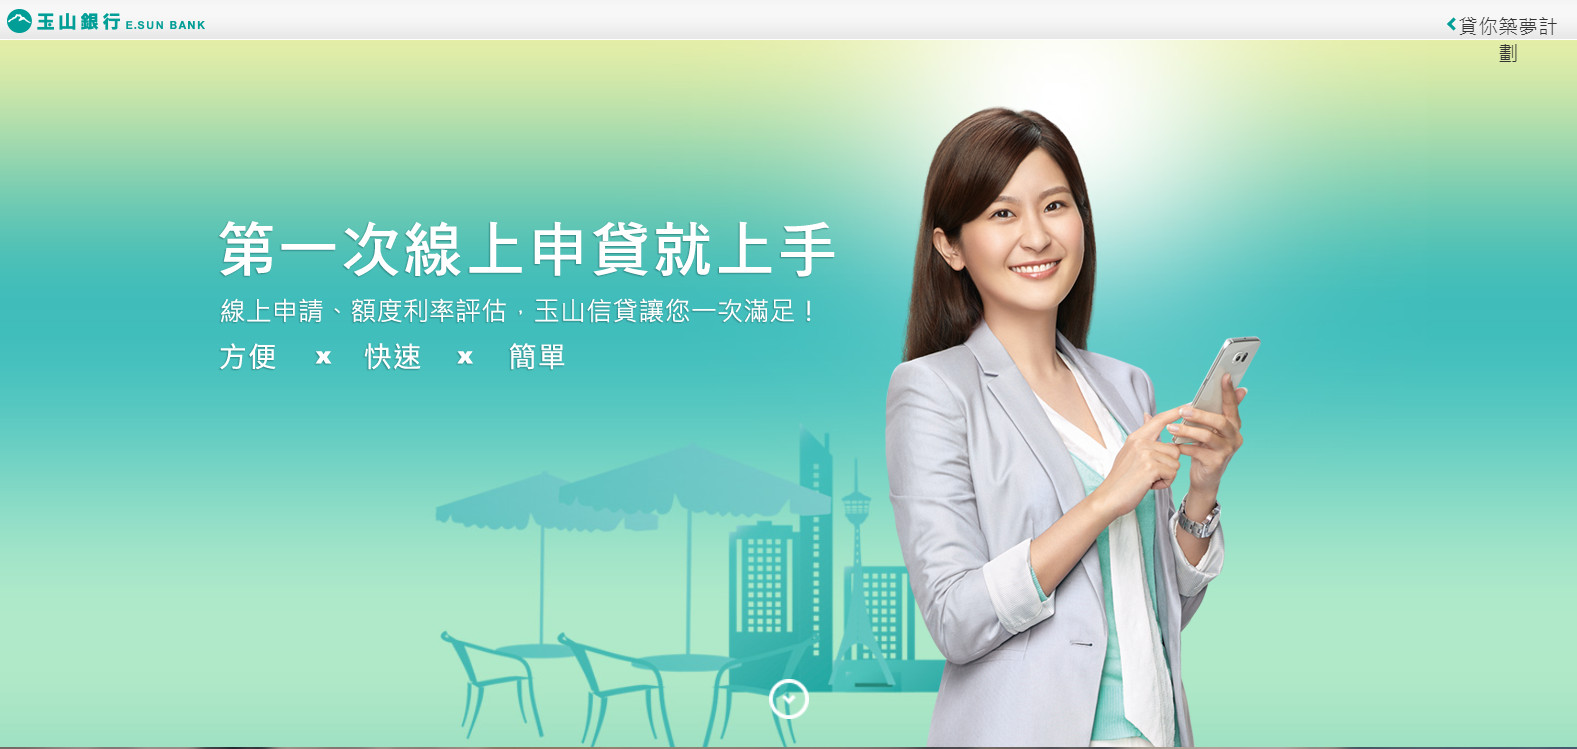 玉山銀行 E.SUN BANK
貸你築夢計
劃
第一次線上申貸就上手
線上申請、額度利率評估，玉山信貸讓您一次滿足！
方便 x 快速 x 簡單